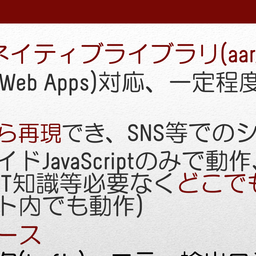 ネイティブライブラリ(aar
Web Apps)対応、一定程度
ら再現でき、SNS等でのシ
イドJavaScriptのみで動作、
T知識等必要なくどこでも
ト内でも動作)
ース